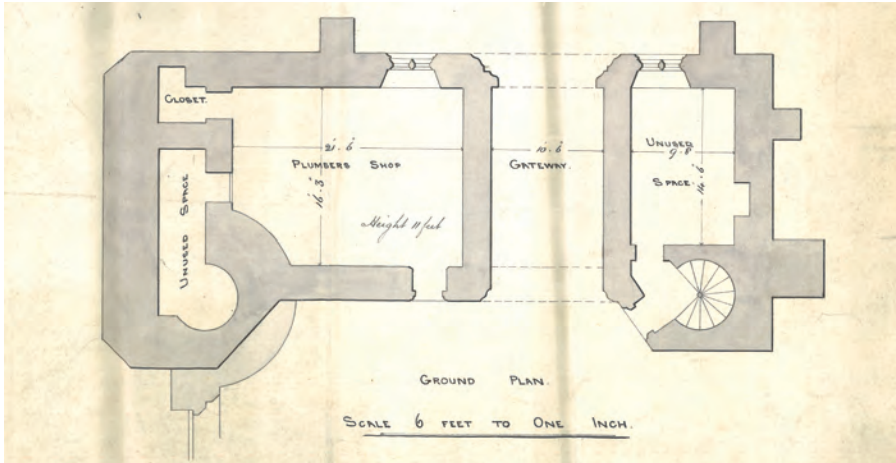 CLOSET.
21.6
PLUMBERS SHOP
16.3
Height 11 feet
UNUSED SPACE
10.6
GATEWAY.
UNUSED
9.8
SPACE.
14.6
GROUND PLAN.
SCALE 6 FEET TO ONE INCH.